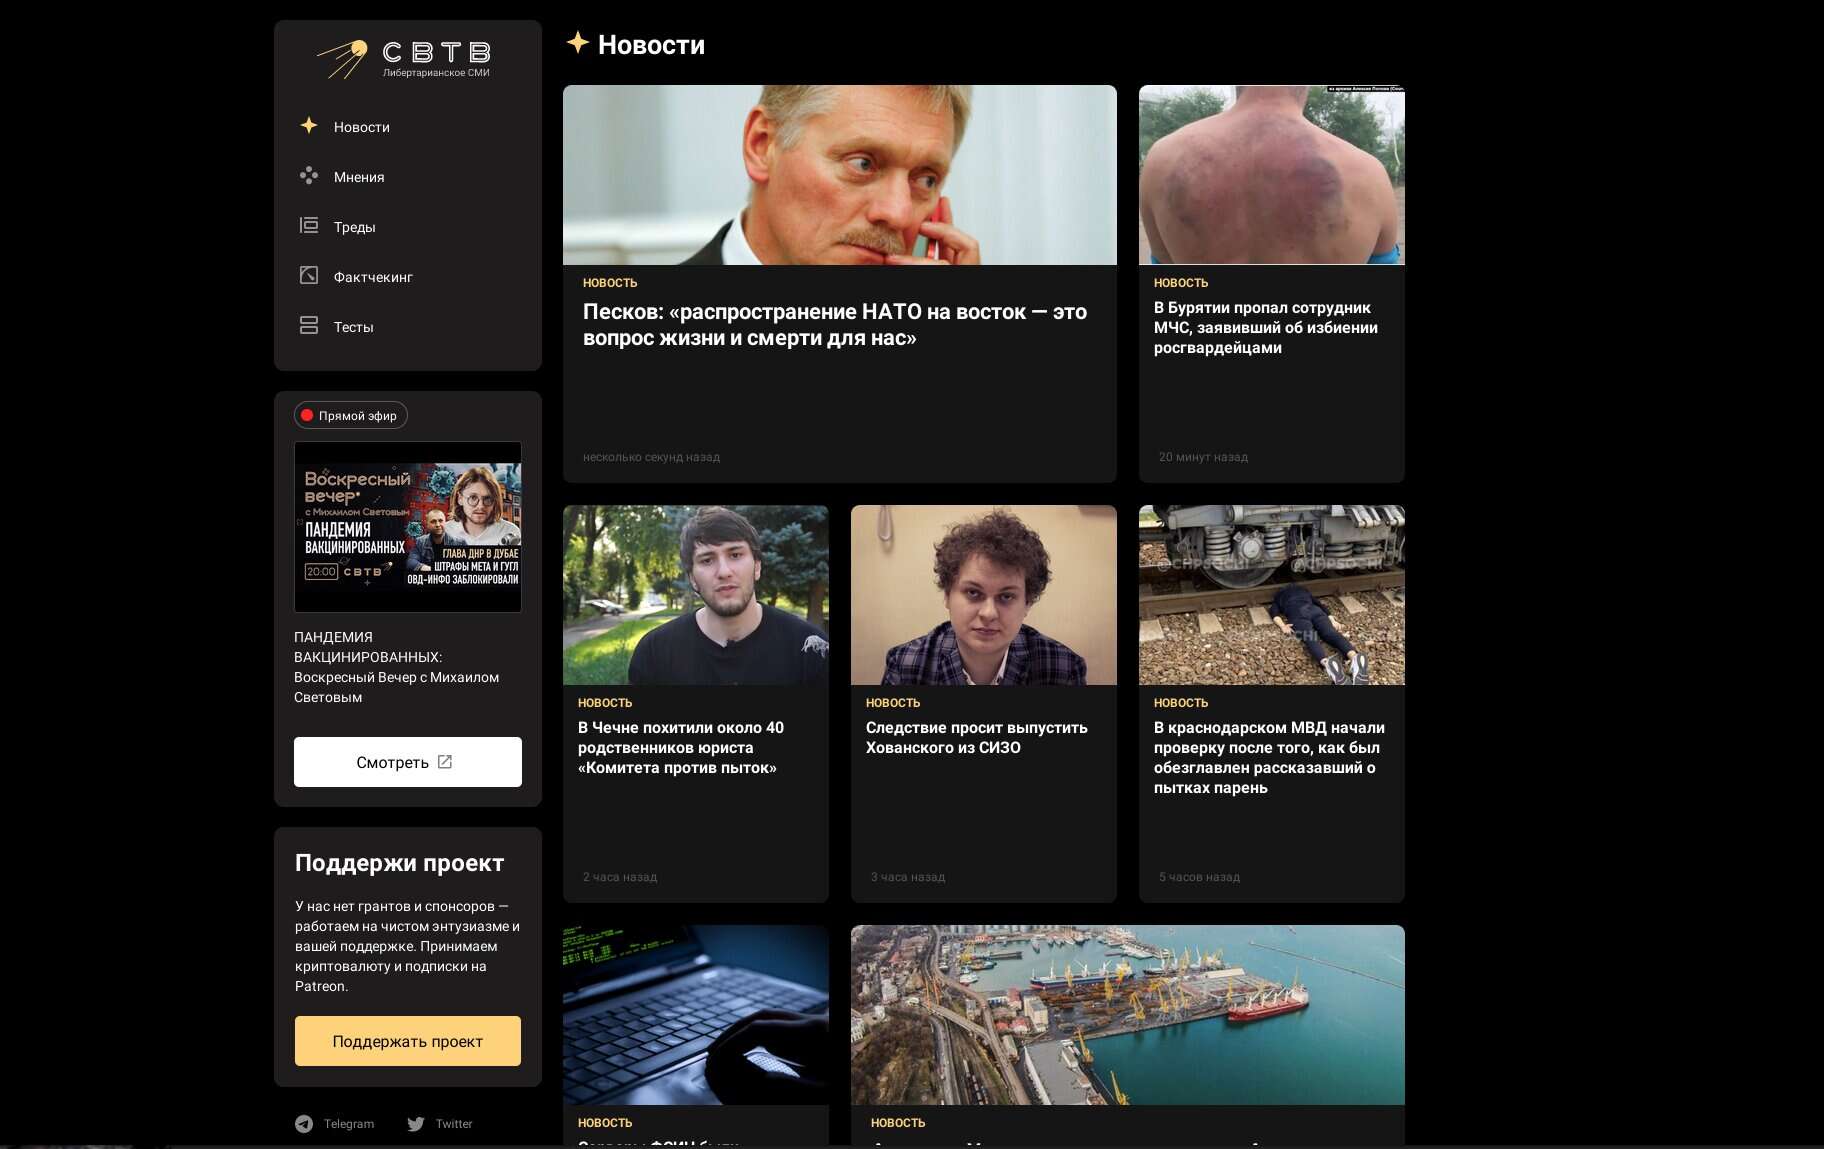 СВТВ
Либертарианское СМИ
Новости
Мнения
Треды
Фактчекинг
Тесты
Прямой эфир
Воскресный
вечер
с Михаилом Световым
ПАНДЕМИЯ
ВАКЦИНИРОВАННЫХ
ГЛАВА ДНР В ДУБАЕ
ШТРАФЫ МЕТА И ГУГЛ
ОВД-ИНФО ЗАБЛОКИРОВАЛИ
20:00 СВТВ
ПАНДЕМИЯ
ВАКЦИНИРОВАННЫХ:
Воскресный Вечер с Михаилом
Световым
Смотреть
Поддержи проект
У нас нет грантов и спонсоров —
работаем на чистом энтузиазме и
вашей поддержке. Принимаем
криптовалюту и подписки на
Patreon.
Поддержать проект
Telegram
Twitter
Новости
НОВОСТЬ
Песков: «распространение НАТО на восток — это
вопрос жизни и смерти для нас»
несколько секунд назад
НОВОСТЬ
В Бурятии пропал сотрудник
МЧС, заявивший об избиении
росгвардейцами
20 минут назад
НОВОСТЬ
В Чечне похитили около 40
родственников юриста
«Комитета против пыток»
2 часа назад
НОВОСТЬ
Следствие просит выпустить
Хованского из СИЗО
3 часа назад
@CHPSOCHI @CHPSOCHI
НОВОСТЬ
В краснодарском МВД начали
проверку после того, как был
обезглавлен рассказавший о
пытках парень
5 часов назад
НОВОСТЬ
НОВОСТЬ